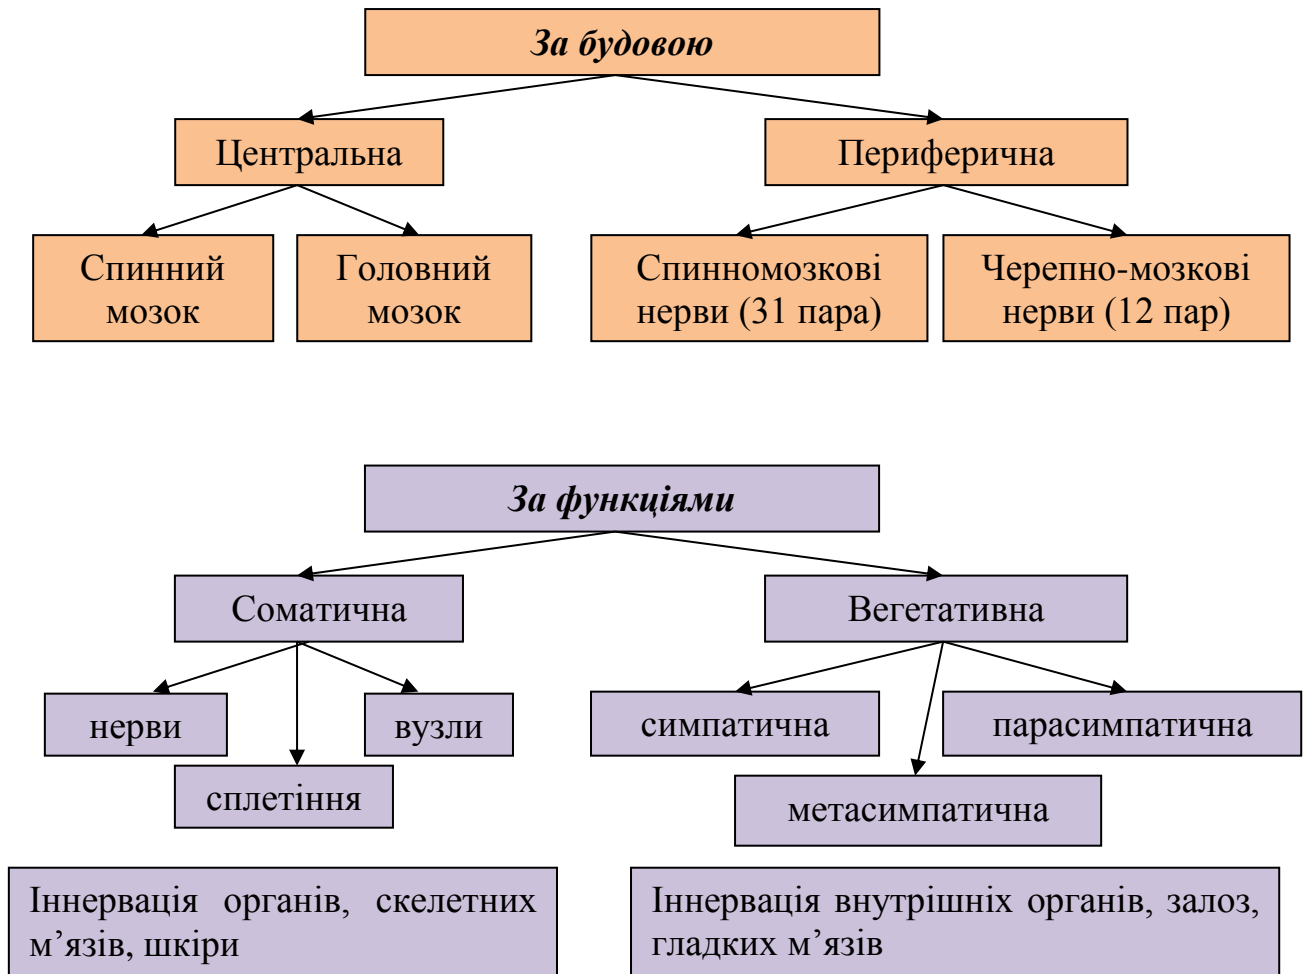 За будовою
Центральна
Периферична
Спинний
мозок
Головний
мозок
Спинномозкові
нерви (31 пара)
Черепно-мозкові
нерви (12 пар)
За функціями
Соматична
Вегетативна
нерви
вузли
сплетіння
симпатична
парасимпатична
метасимпатична
Іннервація органів, скелетних
м’язів, шкіри
Іннервація внутрішніх органів, залоз,
гладких м’язів